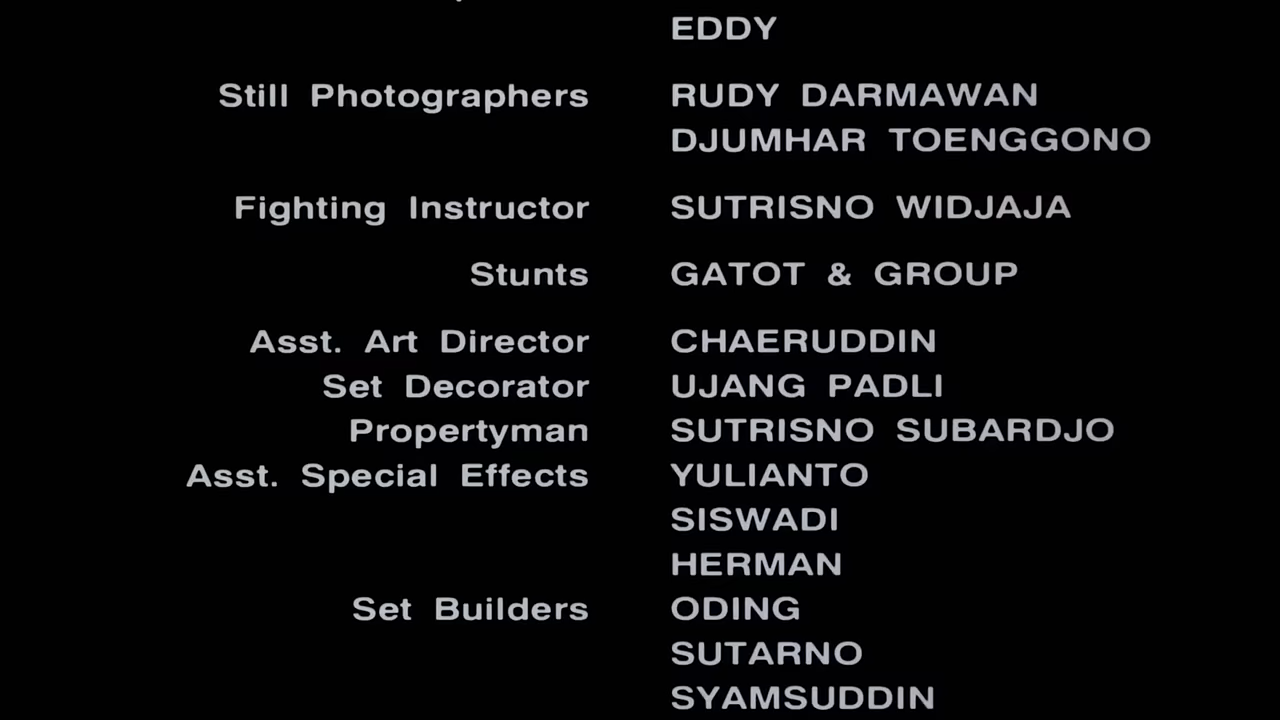 EDDY
Still Photographers RUDY DARMAWAN
DJUMHAR TOENGGONO
Fighting Instructor SUTRISNO WIDJAJA
Stunts GATOT & GROUP
Asst. Art Director CHAERUDDIN
Set Decorator UJANG PADLI
Propertyman SUTRISNO SUBARDJO
Asst. Special Effects YULIANTO
SISWADI
HERMAN
Set Builders ODING
SUTARNO
SYAMSUDDIN